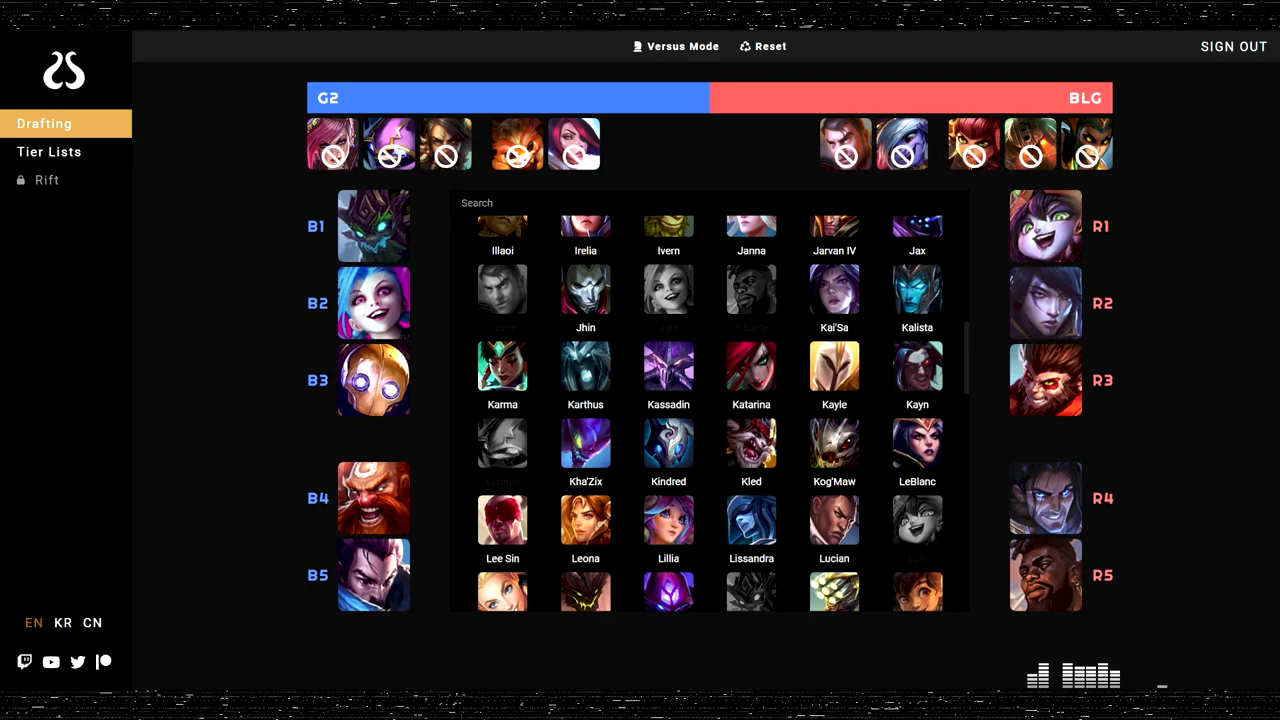 Versus Mode
Reset
SIGN OUT
G2
BLG
Drafting
Tier Lists
Rift
Search
B1
R1
Illaoi
Irelia
Ivern
Janna
Jarvan IV
Jax
B2
R2
Jhin
Kai'Sa
Kalista
B3
R3
Karma
Karthus
Kassadin
Katarina
Kayle
Kayn
Kha'Zix
Kindred
Kled
Kog'Maw
LeBlanc
B4
R4
Lee Sin
Leona
Lillia
Lissandra
Lucian
B5
R5
EN KR CN